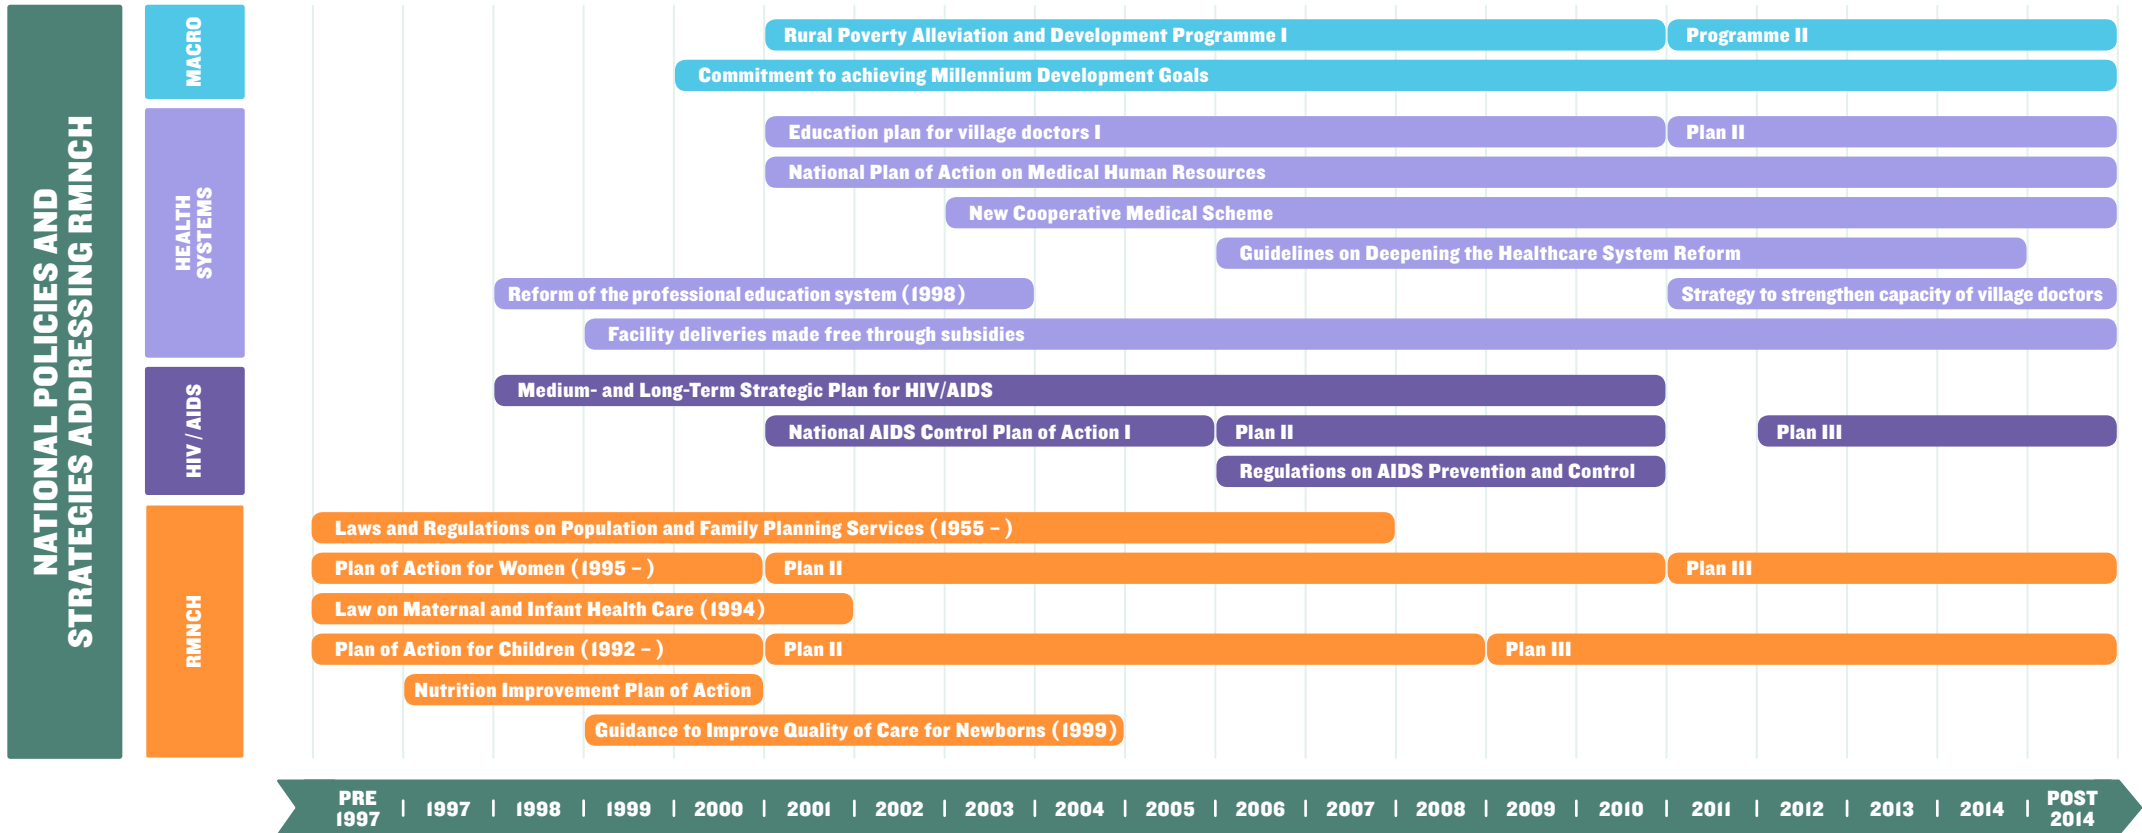 NATIONAL POLICIES AND
STRATEGIES ADDRESSING RMNCH
MACRO
Rural Poverty Alleviation and Development Programme I
Programme II
Commitment to achieving Millennium Development Goals
HEALTH
SYSTEMS
Education plan for village doctors I
Plan II
National Plan of Action on Medical Human Resources
New Cooperative Medical Scheme
Guidelines on Deepening the Healthcare System Reform
Reform of the professional education system (1998)
Strategy to strengthen capacity of village doctors
Facility deliveries made free through subsidies
HIV / AIDS
Medium- and Long-Term Strategic Plan for HIV/AIDS
National AIDS Control Plan of Action I
Plan II
Plan III
Regulations on AIDS Prevention and Control
RMNCH
Laws and Regulations on Population and Family Planning Services (1955 – )
Plan of Action for Women (1995 – )
Plan II
Plan III
Law on Maternal and Infant Health Care (1994)
Plan of Action for Children (1992 – )
Plan II
Plan III
Nutrition Improvement Plan of Action
Guidance to Improve Quality of Care for Newborns (1999)
PRE
1997
1997
1998
1999
2000
2001
2002
2003
2004
2005
2006
2007
2008
2009
2010
2011
2012
2013
2014
POST
2014